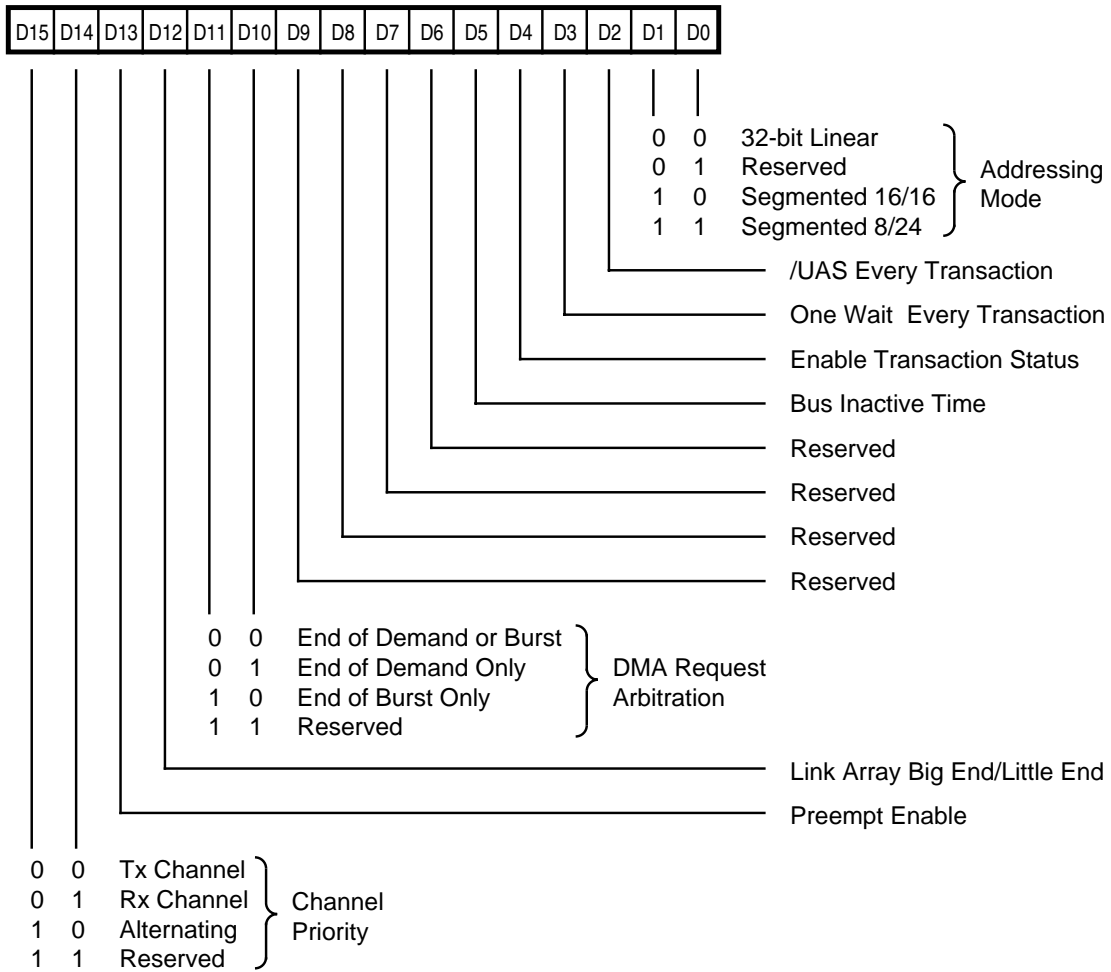 D15 D14 D13 D12 D11 D10 D9 D8 D7 D6 D5 D4 D3 D2 D1 D0
0 0 32-bit Linear
0 1 Reserved
1 0 Segmented 16/16
1 1 Segmented 8/24
Addressing
Mode
/UAS Every Transaction
One Wait Every Transaction
Enable Transaction Status
Bus Inactive Time
Reserved
Reserved
Reserved
Reserved
0 0 End of Demand or Burst
0 1 End of Demand Only
1 0 End of Burst Only
1 1 Reserved
DMA Request
Arbitration
Link Array Big End/Little End
Preempt Enable
0 0 Tx Channel
0 1 Rx Channel
1 0 Alternating
1 1 Reserved
Channel
Priority